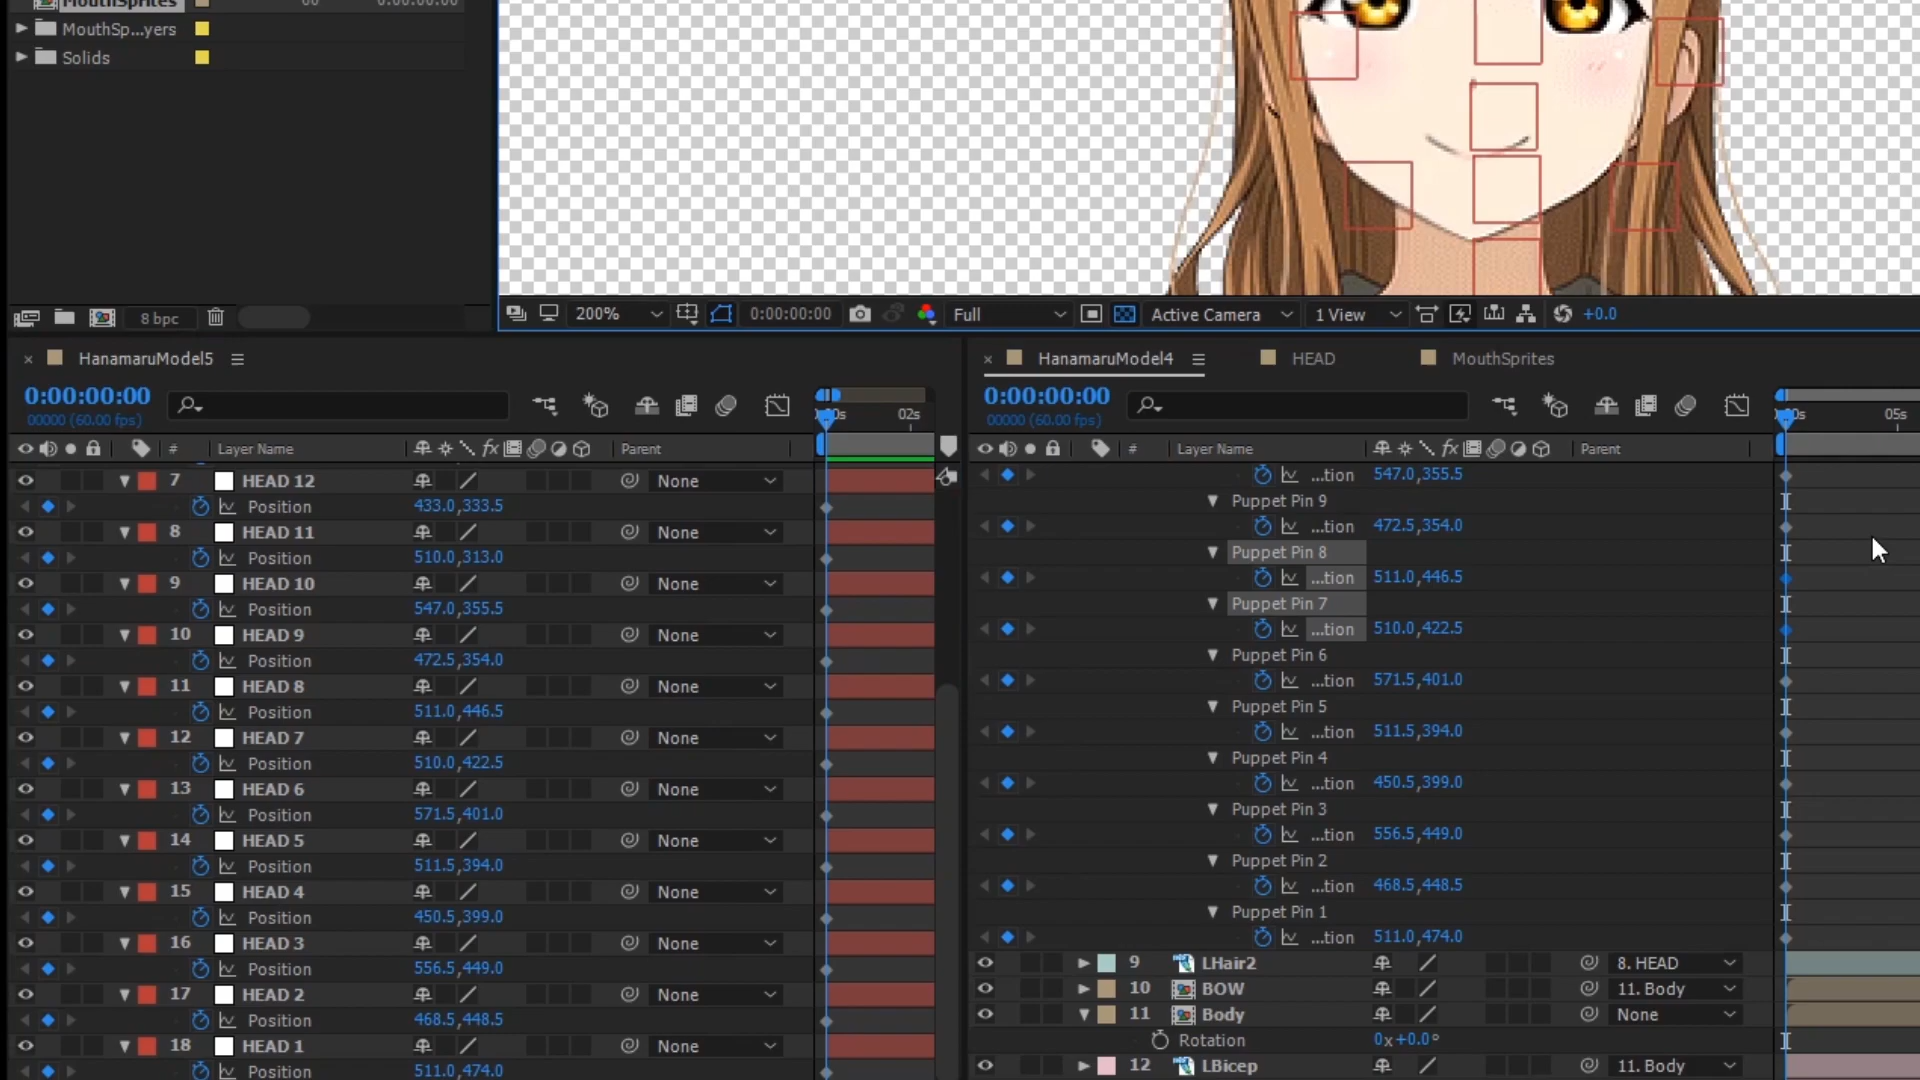 MouthSprites 60 0:00:00:00
MouthSp...yers
Solids
8 bpc
200% 0:00:00:00 Full Active Camera 1 View +0.0
HanamaruModel5
0:00:00:00
00000 (60.00 fps)
02s
# Layer Name fx Parent
7 HEAD 12 None
Position 433.0,333.5
8 HEAD 11 None
Position 510.0,313.0
9 HEAD 10 None
Position 547.0,355.5
10 HEAD 9 None
Position 472.5,354.0
11 HEAD 8 None
Position 511.0,446.5
12 HEAD 7 None
Position 510.0,422.5
13 HEAD 6 None
Position 571.5,401.0
14 HEAD 5 None
Position 511.5,394.0
15 HEAD 4 None
Position 450.5,399.0
16 HEAD 3 None
Position 556.5,449.0
17 HEAD 2 None
Position 468.5,448.5
18 HEAD 1 None
Position 511.0,474.0
HanamaruModel4 HEAD MouthSprites
0:00:00:00
00000 (60.00 fps)
05s
# Layer Name fx Parent
...tion 547.0,355.5
Puppet Pin 9
...tion 472.5,354.0
Puppet Pin 8
...tion 511.0,446.5
Puppet Pin 7
...tion 510.0,422.5
Puppet Pin 6
...tion 571.5,401.0
Puppet Pin 5
...tion 511.5,394.0
Puppet Pin 4
...tion 450.5,399.0
Puppet Pin 3
...tion 556.5,449.0
Puppet Pin 2
...tion 468.5,448.5
Puppet Pin 1
...tion 511.0,474.0
9 LHair2 8. HEAD
10 BOW 11. Body
11 Body None
Rotation 0x+0.0°
12 LBicep 11. Body